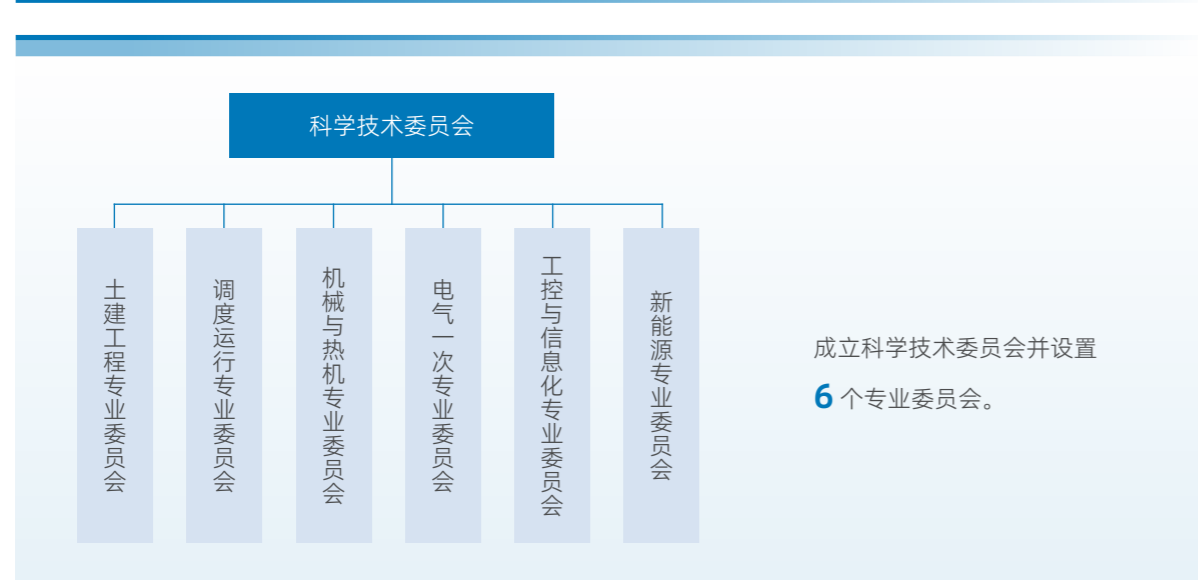 科学技术委员会
土建工程专业委员会
调度运行专业委员会
机械与热机专业委员会
电气一次专业委员会
工控与信息化专业委员会
新能源专业委员会
成立科学技术委员会并设置
6 个专业委员会。